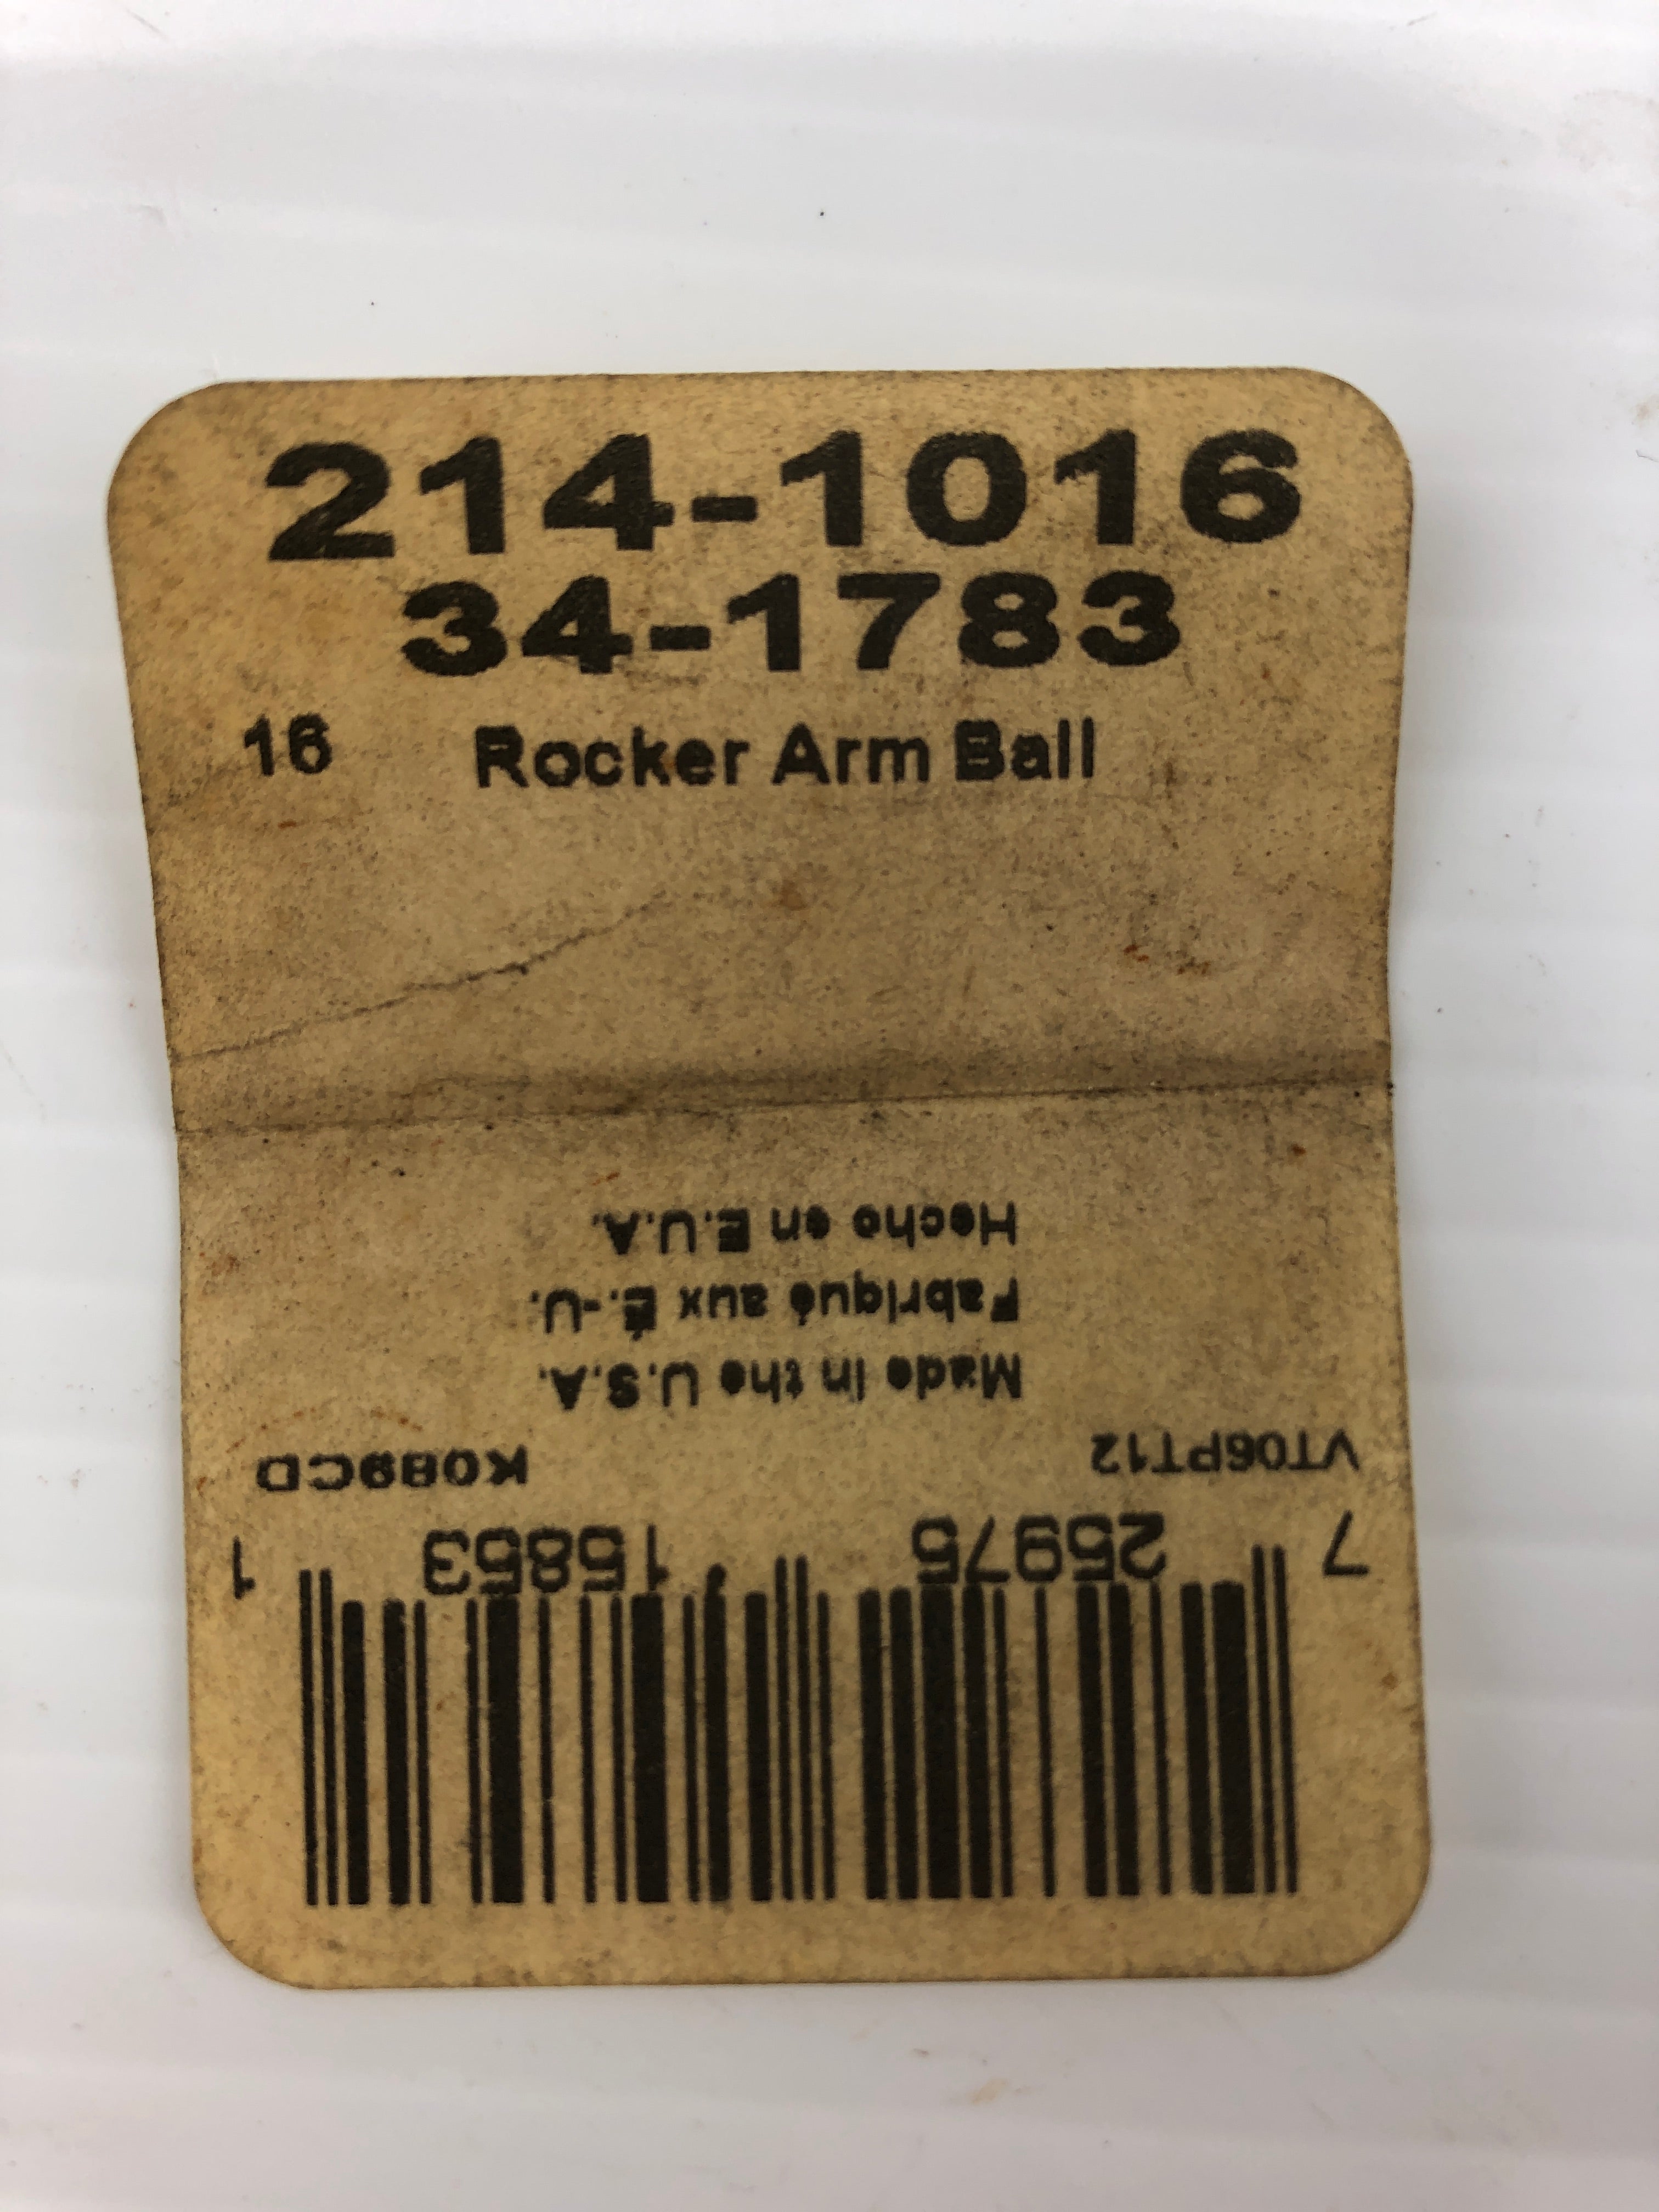 214-1016
34-1783
16 Rocker Arm Ball
Hecho en E.U.A.
Fabriqué aux É.-U.
Made in the U.S.A.
VT06PT12 K089CD
7 25975 15853 1